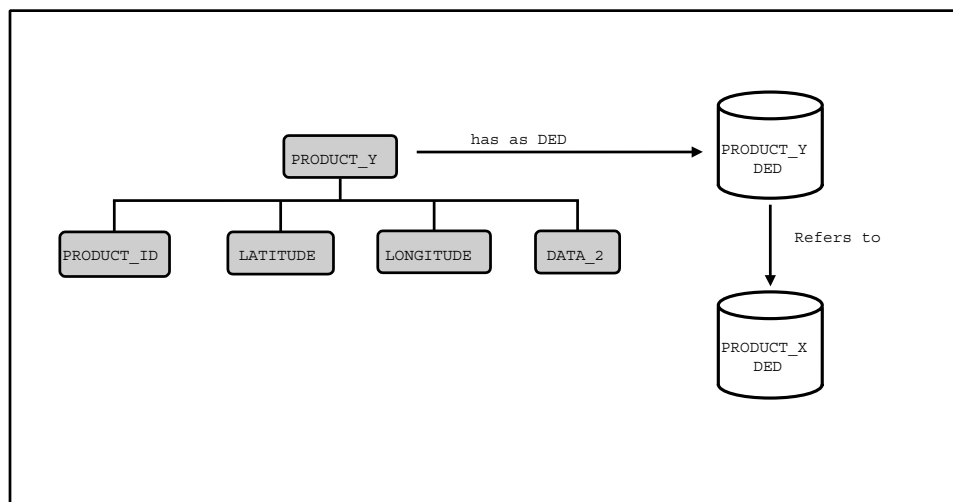 has as DED
PRODUCT_Y
PRODUCT_Y
DED
PRODUCT_ID
LATITUDE
LONGITUDE
DATA_2
Refers to
PRODUCT_X
DED